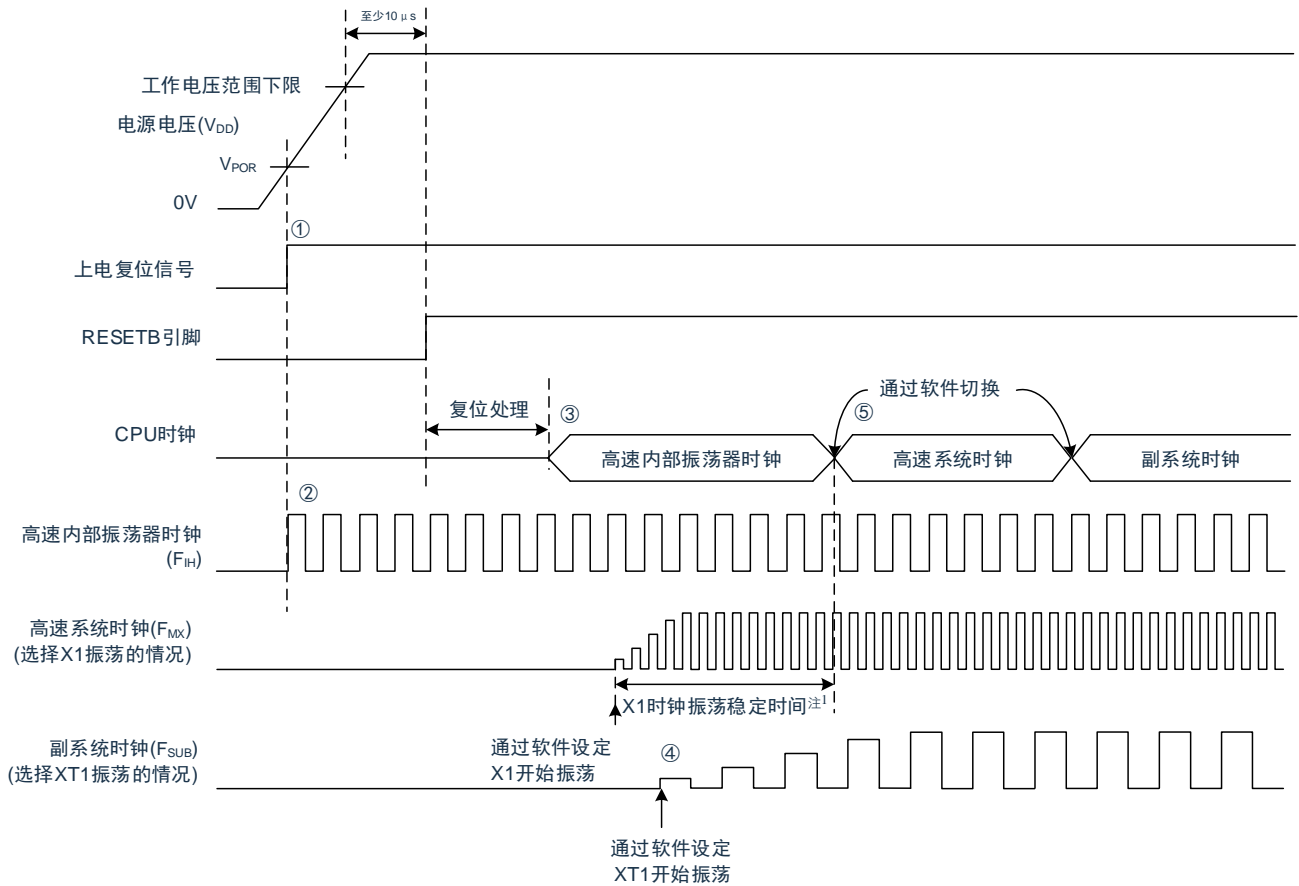 至少10μs
工作电压范围下限
电源电压(VDD)
VPOR
0V
①
上电复位信号
RESETB引脚
复位处理
③
通过软件切换
⑤
CPU时钟
高速内部振荡器时钟
高速系统时钟
副系统时钟
②
高速内部振荡器时钟
(FIH)
高速系统时钟(FMX)
(选择X1振荡的情况)
X1时钟振荡稳定时间注1
副系统时钟(FSUB)
(选择XT1振荡的情况)
通过软件设定
X1开始振荡
④
通过软件设定
XT1开始振荡